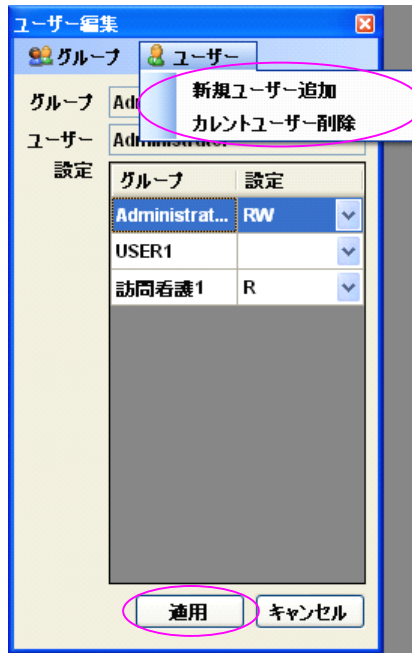 ユーザー編集
グループ ユーザー
新規ユーザー追加
カレントユーザー削除
グループ
ユーザー
設定
グループ 設定
Administrat... RW
USER1
訪問看護1 R
適用 キャンセル